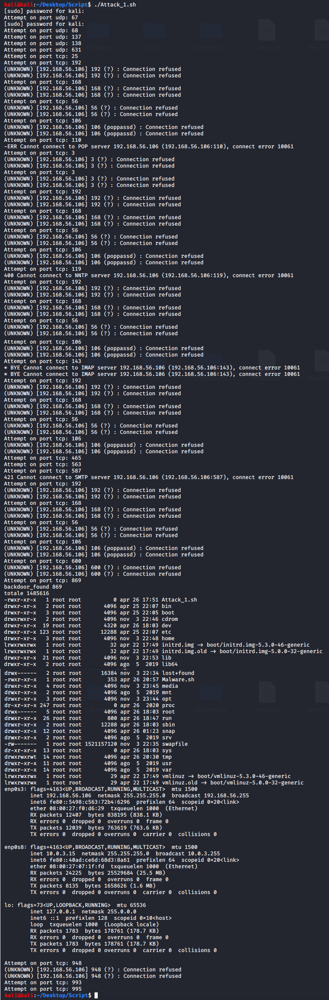 kali@kali:~/Desktop/Script$ ./Attack_1.sh
[sudo] password for kali:
Attempt on port udp: 67
[sudo] password for kali:
Attempt on port udp: 68
Attempt on port udp: 137
Attempt on port udp: 138
Attempt on port udp: 631
Attempt on port tcp: 25
Attempt on port tcp: 192
(UNKNOWN) [192.168.56.106] 192 (?) : Connection refused
(UNKNOWN) [192.168.56.106] 192 (?) : Connection refused
Attempt on port tcp: 168
(UNKNOWN) [192.168.56.106] 168 (?) : Connection refused
(UNKNOWN) [192.168.56.106] 168 (?) : Connection refused
Attempt on port tcp: 56
(UNKNOWN) [192.168.56.106] 56 (?) : Connection refused
(UNKNOWN) [192.168.56.106] 56 (?) : Connection refused
Attempt on port tcp: 106
(UNKNOWN) [192.168.56.106] 106 (poppassd) : Connection refused
(UNKNOWN) [192.168.56.106] 106 (poppassd) : Connection refused
Attempt on port tcp: 110
-ERR Cannot connect to POP server 192.168.56.106 (192.168.56.106:110), connect error 10061
Attempt on port tcp: 3
(UNKNOWN) [192.168.56.106] 3 (?) : Connection refused
(UNKNOWN) [192.168.56.106] 3 (?) : Connection refused
Attempt on port tcp: 3
(UNKNOWN) [192.168.56.106] 3 (?) : Connection refused
(UNKNOWN) [192.168.56.106] 3 (?) : Connection refused
Attempt on port tcp: 192
(UNKNOWN) [192.168.56.106] 192 (?) : Connection refused
(UNKNOWN) [192.168.56.106] 192 (?) : Connection refused
Attempt on port tcp: 168
(UNKNOWN) [192.168.56.106] 168 (?) : Connection refused
(UNKNOWN) [192.168.56.106] 168 (?) : Connection refused
Attempt on port tcp: 56
(UNKNOWN) [192.168.56.106] 56 (?) : Connection refused
(UNKNOWN) [192.168.56.106] 56 (?) : Connection refused
Attempt on port tcp: 106
(UNKNOWN) [192.168.56.106] 106 (poppassd) : Connection refused
(UNKNOWN) [192.168.56.106] 106 (poppassd) : Connection refused
Attempt on port tcp: 119
400 Cannot connect to NNTP server 192.168.56.106 (192.168.56.106:119), connect error 10061
Attempt on port tcp: 192
(UNKNOWN) [192.168.56.106] 192 (?) : Connection refused
(UNKNOWN) [192.168.56.106] 192 (?) : Connection refused
Attempt on port tcp: 168
(UNKNOWN) [192.168.56.106] 168 (?) : Connection refused
(UNKNOWN) [192.168.56.106] 168 (?) : Connection refused
Attempt on port tcp: 56
(UNKNOWN) [192.168.56.106] 56 (?) : Connection refused
(UNKNOWN) [192.168.56.106] 56 (?) : Connection refused
Attempt on port tcp: 106
(UNKNOWN) [192.168.56.106] 106 (poppassd) : Connection refused
(UNKNOWN) [192.168.56.106] 106 (poppassd) : Connection refused
Attempt on port tcp: 143
* BYE Cannot connect to IMAP server 192.168.56.106 (192.168.56.106:143), connect error 10061
* BYE Cannot connect to IMAP server 192.168.56.106 (192.168.56.106:143), connect error 10061
Attempt on port tcp: 192
(UNKNOWN) [192.168.56.106] 192 (?) : Connection refused
(UNKNOWN) [192.168.56.106] 192 (?) : Connection refused
Attempt on port tcp: 168
(UNKNOWN) [192.168.56.106] 168 (?) : Connection refused
(UNKNOWN) [192.168.56.106] 168 (?) : Connection refused
Attempt on port tcp: 56
(UNKNOWN) [192.168.56.106] 56 (?) : Connection refused
(UNKNOWN) [192.168.56.106] 56 (?) : Connection refused
Attempt on port tcp: 106
(UNKNOWN) [192.168.56.106] 106 (poppassd) : Connection refused
(UNKNOWN) [192.168.56.106] 106 (poppassd) : Connection refused
Attempt on port tcp: 465
Attempt on port tcp: 563
Attempt on port tcp: 587
421 Cannot connect to SMTP server 192.168.56.106 (192.168.56.106:587), connect error 10061
Attempt on port tcp: 192
(UNKNOWN) [192.168.56.106] 192 (?) : Connection refused
(UNKNOWN) [192.168.56.106] 192 (?) : Connection refused
Attempt on port tcp: 168
(UNKNOWN) [192.168.56.106] 168 (?) : Connection refused
(UNKNOWN) [192.168.56.106] 168 (?) : Connection refused
Attempt on port tcp: 56
(UNKNOWN) [192.168.56.106] 56 (?) : Connection refused
(UNKNOWN) [192.168.56.106] 56 (?) : Connection refused
Attempt on port tcp: 106
(UNKNOWN) [192.168.56.106] 106 (poppassd) : Connection refused
(UNKNOWN) [192.168.56.106] 106 (poppassd) : Connection refused
Attempt on port tcp: 600
(UNKNOWN) [192.168.56.106] 600 (?) : Connection refused
(UNKNOWN) [192.168.56.106] 600 (?) : Connection refused
Attempt on port tcp: 869
backdoor_found 869
totale 1485616
-rwxr-xr-x   1 root root          0 apr 26 17:51 Attack_1.sh
drwxr-xr-x   2 root root       4096 apr 25 22:07 bin
drwxr-xr-x   3 root root       4096 apr 25 22:05 boot
drwxrwxr-x   2 root root       4096 nov  3 22:46 cdrom
drwxr-xr-x  19 root root       4320 apr 26 18:03 dev
drwxr-xr-x 123 root root      12288 apr 25 22:07 etc
drwxr-xr-x   3 root root       4096 nov  3 22:48 home
lrwxrwxrwx   1 root root         32 apr 22 17:49 initrd.img → boot/initrd.img-5.3.0-46-generic
lrwxrwxrwx   1 root root         32 apr 22 17:49 initrd.img.old → boot/initrd.img-5.0.0-32-generic
drwxr-xr-x  21 root root       4096 nov  3 22:53 lib
drwxr-xr-x   2 root root       4096 ago  5  2019 lib64
drwx------   2 root root      16384 nov  3 22:34 lost+found
-rwxr-xr-x   1 root root        353 apr 26 20:57 Malware.sh
drwxr-xr-x   4 root root       4096 nov  3 23:45 media
drwxr-xr-x   2 root root       4096 ago  5  2019 mnt
drwxr-xr-x   3 root root       4096 nov  3 23:44 opt
dr-xr-xr-x 247 root root          0 apr 26  2020 proc
drwx------   5 root root       4096 apr 26 18:03 root
drwxr-xr-x  26 root root        800 apr 26 18:47 run
drwxr-xr-x   2 root root      12288 apr 26 18:03 sbin
drwxr-xr-x  12 root root       4096 apr 26 01:23 snap
drwxr-xr-x   2 root root       4096 ago  5  2019 srv
-rw-------   1 root root 1521157120 nov  3 22:35 swapfile
dr-xr-xr-x  13 root root          0 apr 26 18:03 sys
drwxrwxrwt  14 root root       4096 apr 26 20:30 tmp
drwxr-xr-x  11 root root       4096 ago  5  2019 usr
drwxr-xr-x  14 root root       4096 ago  5  2019 var
lrwxrwxrwx   1 root root         29 apr 22 17:49 vmlinuz → boot/vmlinuz-5.3.0-46-generic
lrwxrwxrwx   1 root root         29 apr 22 17:49 vmlinuz.old → boot/vmlinuz-5.0.0-32-generic
enp0s3: flags=4163<UP,BROADCAST,RUNNING,MULTICAST>  mtu 1500
        inet 192.168.56.106  netmask 255.255.255.0  broadcast 192.168.56.255
        inet6 fe80::5498:c563:72b4:6296  prefixlen 64  scopeid 0×20<link>
        ether 08:00:27:f0:d6:29  txqueuelen 1000  (Ethernet)
        RX packets 12407  bytes 838195 (838.1 KB)
        RX errors 0  dropped 0  overruns 0  frame 0
        TX packets 12039  bytes 763619 (763.6 KB)
        TX errors 0  dropped 0 overruns 0  carrier 0  collisions 0

enp0s8: flags=4163<UP,BROADCAST,RUNNING,MULTICAST>  mtu 1500
        inet 10.0.3.15  netmask 255.255.255.0  broadcast 10.0.3.255
        inet6 fe80::40ad:ce6d:68d3:8a61  prefixlen 64  scopeid 0×20<link>
        ether 08:00:27:07:1f:fd  txqueuelen 1000  (Ethernet)
        RX packets 24225  bytes 25529684 (25.5 MB)
        RX errors 0  dropped 0  overruns 0  frame 0
        TX packets 8135  bytes 1658626 (1.6 MB)
        TX errors 0  dropped 0 overruns 0  carrier 0  collisions 0

lo: flags=73<UP,LOOPBACK,RUNNING>  mtu 65536
        inet 127.0.0.1  netmask 255.0.0.0
        inet6 ::1  prefixlen 128  scopeid 0×10<host>
        loop  txqueuelen 1000  (Loopback locale)
        RX packets 1783  bytes 178761 (178.7 KB)
        RX errors 0  dropped 0  overruns 0  frame 0
        TX packets 1783  bytes 178761 (178.7 KB)
        TX errors 0  dropped 0 overruns 0  carrier 0  collisions 0

Attempt on port tcp: 948
(UNKNOWN) [192.168.56.106] 948 (?) : Connection refused
(UNKNOWN) [192.168.56.106] 948 (?) : Connection refused
Attempt on port tcp: 993
Attempt on port tcp: 995
kali@kali:~/Desktop/Script$